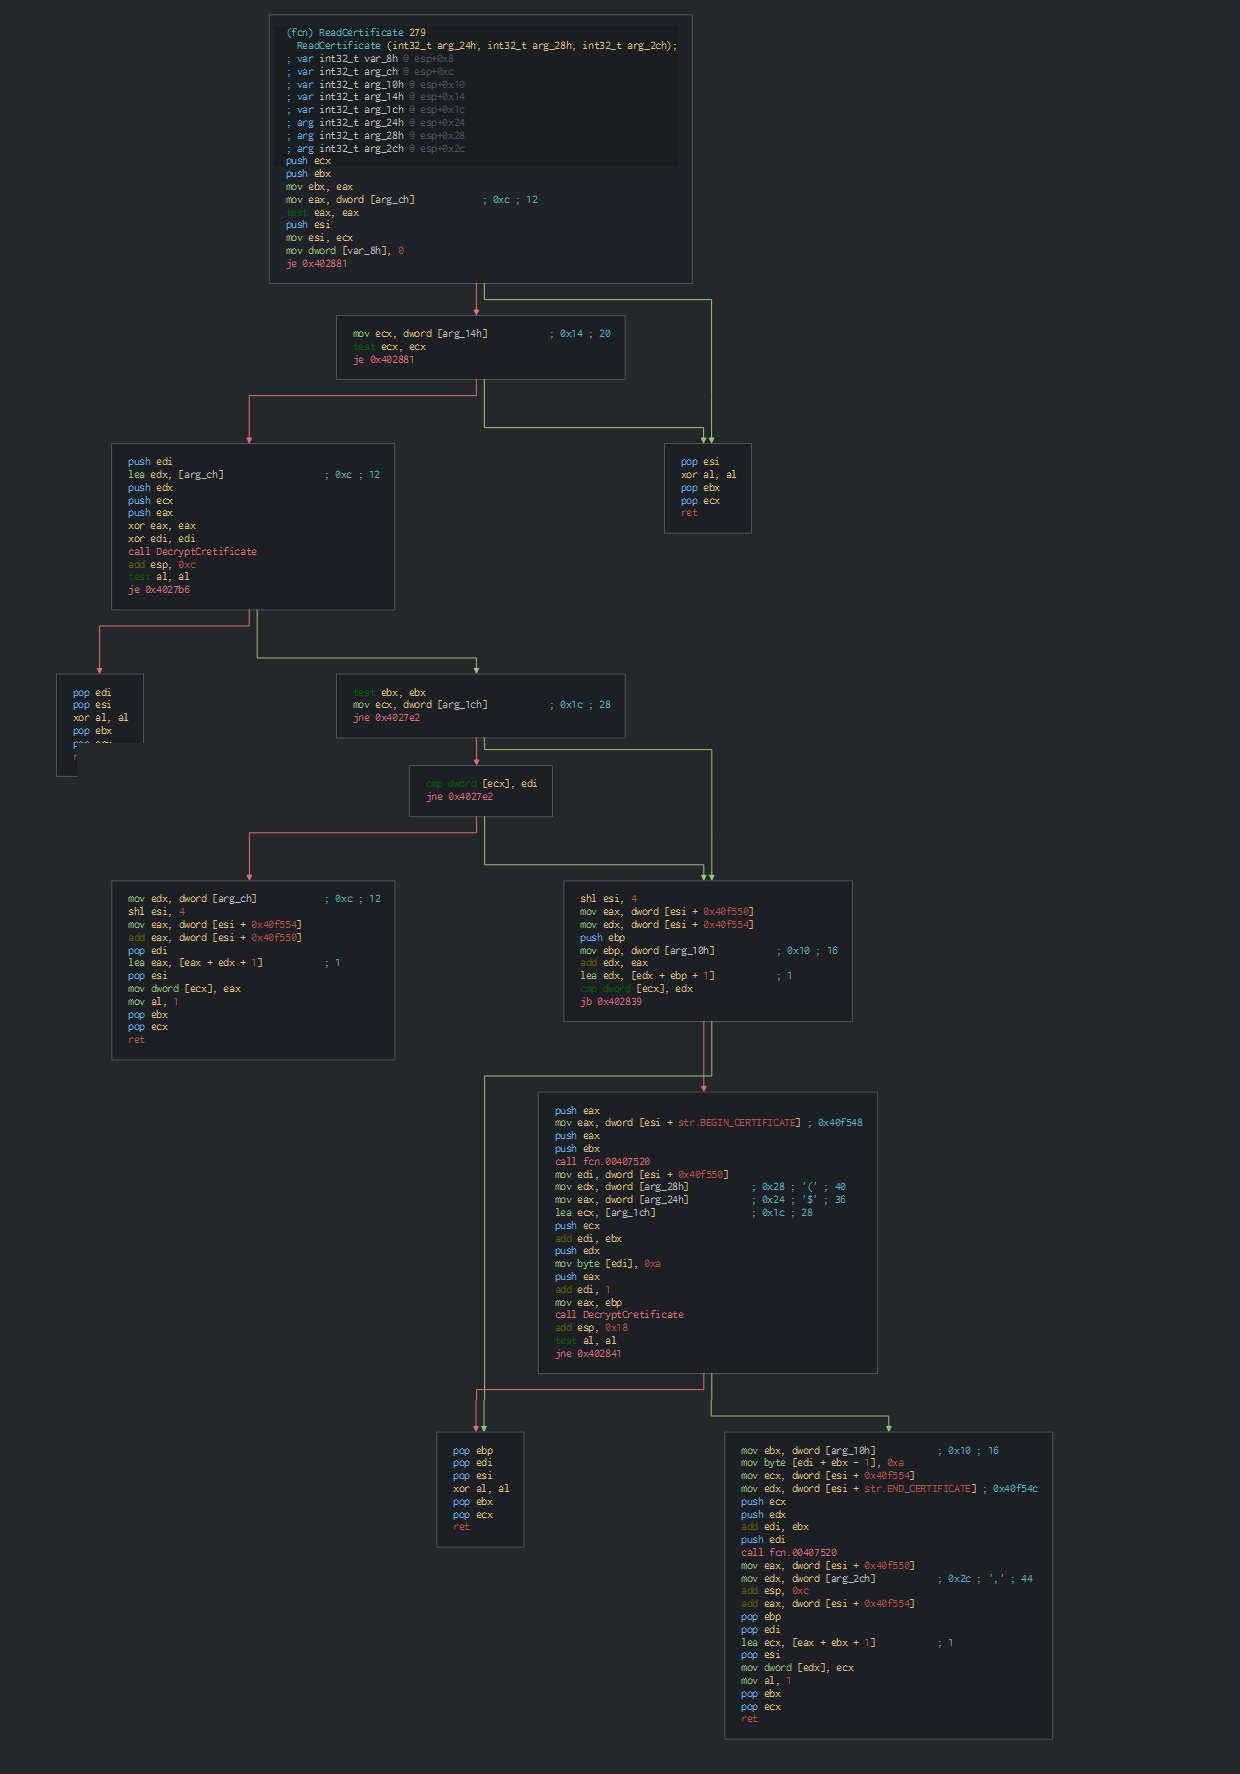 (fcn) ReadCertificate 279
ReadCertificate (int32_t arg_24h, int32_t arg_28h, int32_t arg_2ch);
; var int32_t var_8h @ esp+0x8
; var int32_t arg_ch @ esp+0xc
; var int32_t arg_10h @ esp+0x10
; var int32_t arg_14h @ esp+0x14
; var int32_t arg_1ch @ esp+0x1c
; arg int32_t arg_24h @ esp+0x24
; arg int32_t arg_28h @ esp+0x28
; arg int32_t arg_2ch @ esp+0x2c
push ecx
push ebx
mov ebx, eax
mov eax, dword [arg_ch] ; 0xc ; 12
test eax, eax
push esi
mov esi, ecx
mov dword [var_8h], 0
je 0x402881
mov ecx, dword [arg_14h] ; 0x14 ; 20
test ecx, ecx
je 0x402881
push edi
lea edx, [arg_ch] ; 0xc ; 12
push edx
push ecx
push eax
xor eax, eax
xor edi, edi
call DecryptCretificate
add esp, 0xc
test al, al
je 0x4027b6
pop esi
xor al, al
pop ebx
pop ecx
ret
pop edi
pop esi
xor al, al
pop ebx
test ebx, ebx
mov ecx, dword [arg_1ch] ; 0x1c ; 28
jne 0x4027e2
cmp dword [ecx], edi
jne 0x4027e2
mov edx, dword [arg_ch] ; 0xc ; 12
shl esi, 4
mov eax, dword [esi + 0x40f554]
add eax, dword [esi + 0x40f550]
pop edi
lea eax, [eax + edx + 1] ; 1
pop esi
mov dword [ecx], eax
mov al, 1
pop ebx
pop ecx
ret
shl esi, 4
mov eax, dword [esi + 0x40f550]
mov edx, dword [esi + 0x40f554]
push ebp
mov ebp, dword [arg_10h] ; 0x10 ; 16
add edx, eax
lea edx, [edx + ebp + 1] ; 1
cmp dword [ecx], edx
jb 0x402839
push eax
mov eax, dword [esi + str.BEGIN_CERTIFICATE] ; 0x40f548
push eax
push ebx
call fcn.00407520
mov edi, dword [esi + 0x40f550]
mov edx, dword [arg_28h] ; 0x28 ; '(' ; 40
mov eax, dword [arg_24h] ; 0x24 ; '$' ; 36
lea ecx, [arg_1ch] ; 0x1c ; 28
push ecx
add edi, ebx
push edx
mov byte [edi], 0xa
push eax
add edi, 1
mov eax, ebp
call DecryptCretificate
add esp, 0x18
test al, al
jne 0x402841
pop ebp
pop edi
pop esi
xor al, al
pop ebx
pop ecx
ret
mov ebx, dword [arg_10h] ; 0x10 ; 16
mov byte [edi + ebx - 1], 0xa
mov ecx, dword [esi + 0x40f554]
mov edx, dword [esi + str.END_CERTIFICATE] ; 0x40f54c
push ecx
push edx
add edi, ebx
push edi
call fcn.00407520
mov eax, dword [esi + 0x40f550]
mov edx, dword [arg_2ch] ; 0x2c ; ',' ; 44
add esp, 0xc
add eax, dword [esi + 0x40f554]
pop ebp
pop edi
lea ecx, [eax + ebx + 1] ; 1
pop esi
mov dword [edx], ecx
mov al, 1
pop ebx
pop ecx
ret